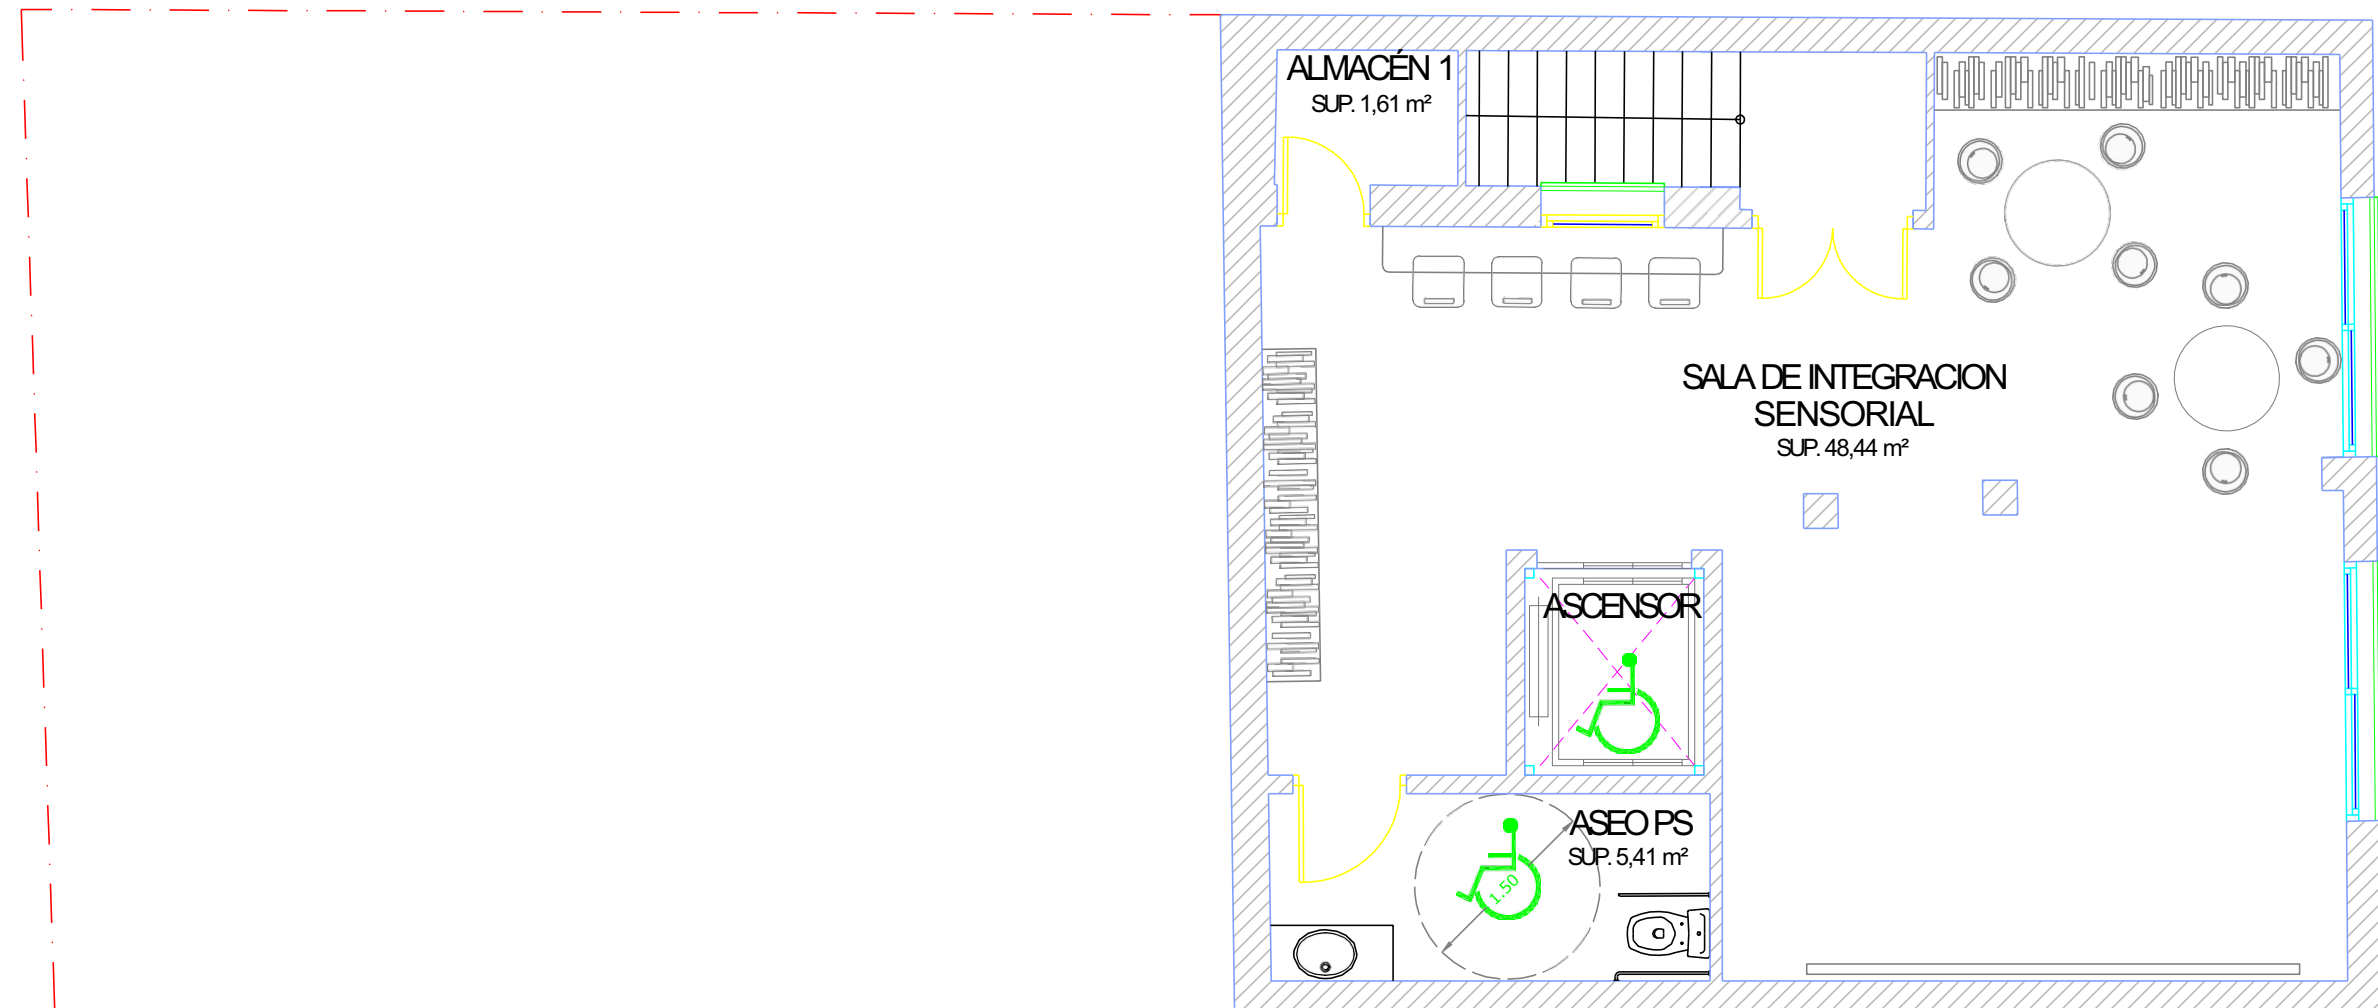 ALMACÉN 1
SUP. 1,61 m²
SALA DE INTEGRACION
SENSORIAL
SUP. 48,44 m²
ASCENSOR
ASEO PS
SUP. 5,41 m²
1.50